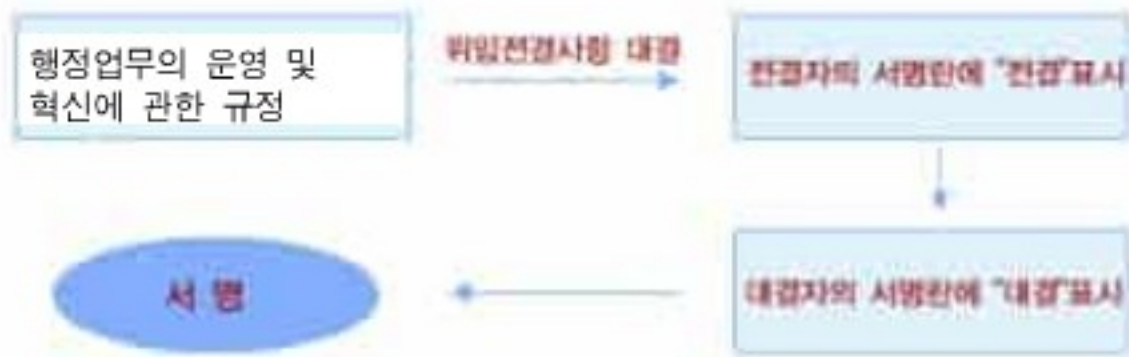 행정업무의 운영 및
혁신에 관한 규정
위임전결사항 대결
전결자의 서명란에 "전결"표시
대결자의 서명란에 "대결"표시
서 명